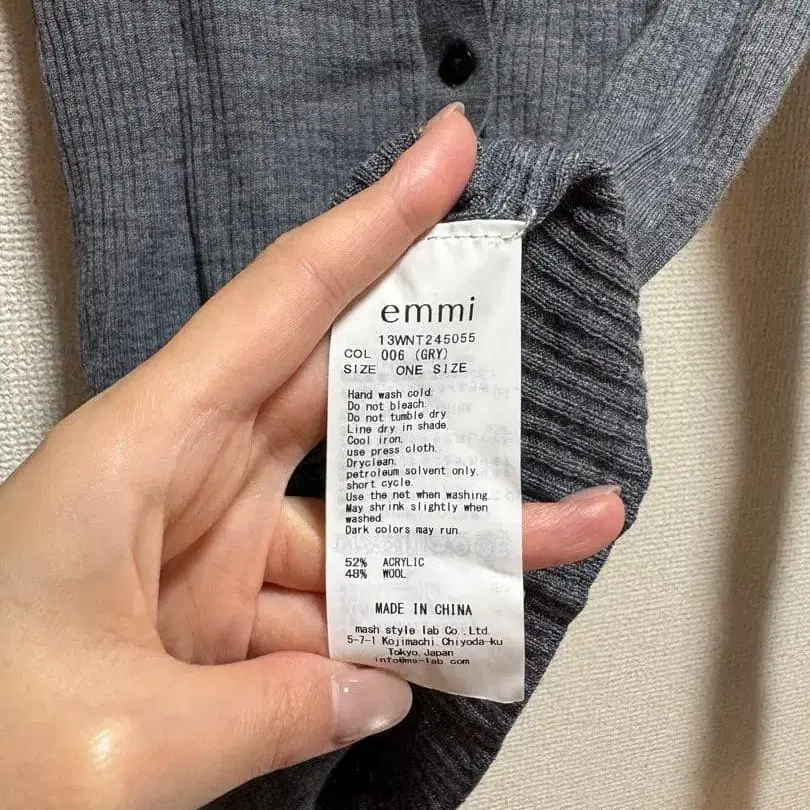 emmi
13WNT245055
COL 006 (GRY)
SIZE ONE SIZE
Hand wash cold.
Do not bleach.
Do not tumble dry.
Line dry in shade.
Cool iron.
use press cloth.
Dryclean.
petroleum solvent only.
short cycle.
Use the net when washing.
May shrink slightly when
washed.
Dark colors may run.
52% ACRYLIC
48% WOOL
MADE IN CHINA
mash style lab Co.,Ltd.
5-7-1 Kojimachi.Chiyoda-ku
Tokyo,Japan
info@ms-lab.com